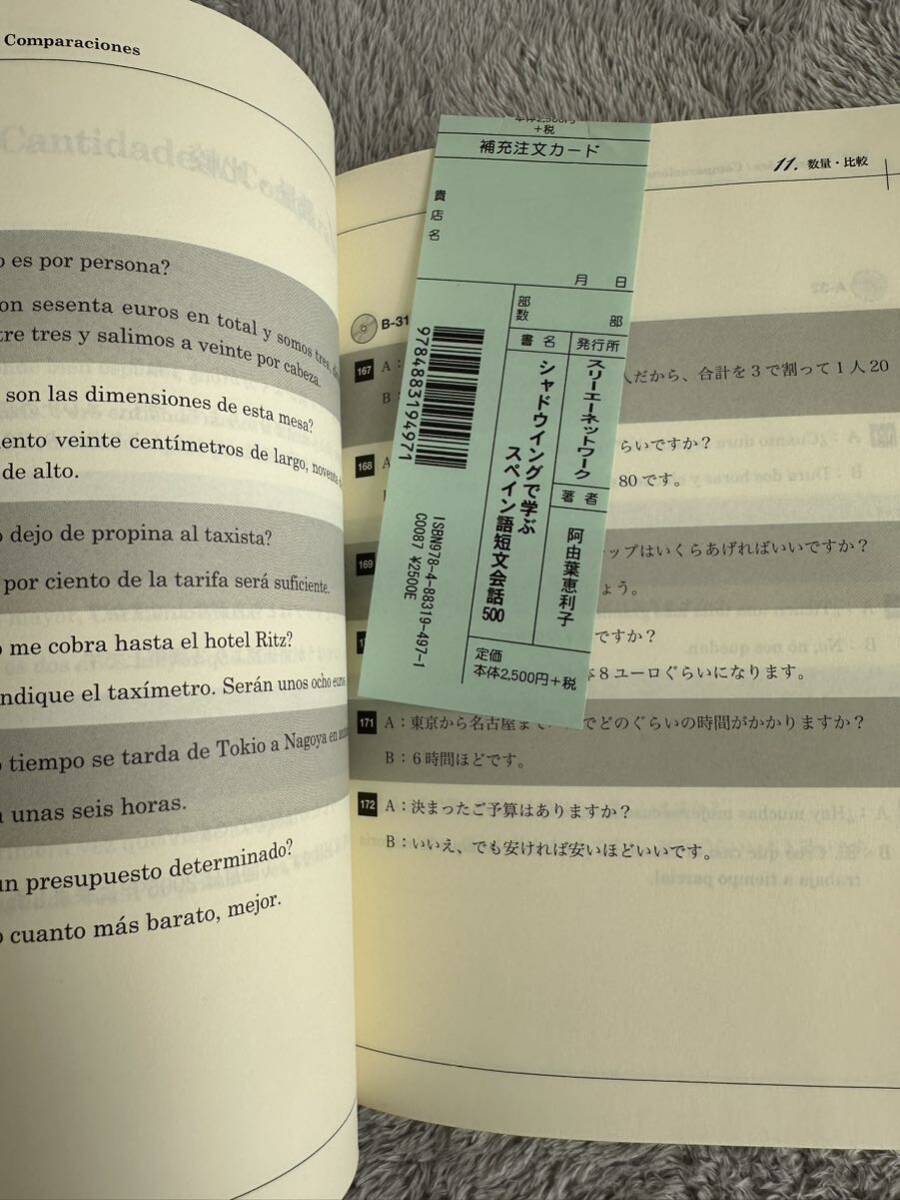 Comparaciones
es por persona?
on sesenta euros en total y somos tres,
tre tres y salimos a veinte por cabeza.
son las dimensiones de esta mesa?
ento veinte centímetros de largo, noventa
de alto.
dejo de propina al taxista?
por ciento de la tarifa será suficiente.
me cobra hasta el hotel Ritz?
ndique el taxímetro. Serán unos ocho euros
tiempo se tarda de Tokio a Nagoya en
unas seis horas.
un presupuesto determinado?
cuanto más barato, mejor.
本体2,500円
+税
補充注文カード
貴店名
月 日
部数 部
書名
シャドウイングで学ぶ
スペイン語短文会話500
発行所
スリーエーネットワーク
著者
阿由葉恵利子
定価
本体2,500円+税
9784883194971
ISBN978-4-88319-497-1
C0087 ¥2500E
11. 数量・比較
B-31
167 A:
人だから、合計を3で割って1人20
B:
168 A
らいですか？
80です。
169
ップはいくらあげればいいですか？
ょう。
ですか？
8ユーロぐらいになります。
171 A：東京から名古屋まで
でどのぐらいの時間がかかりますか？
B：6時間ほどです。
172 A：決まったご予算はありますか？
B：いいえ、でも安ければ安いほどいいです。